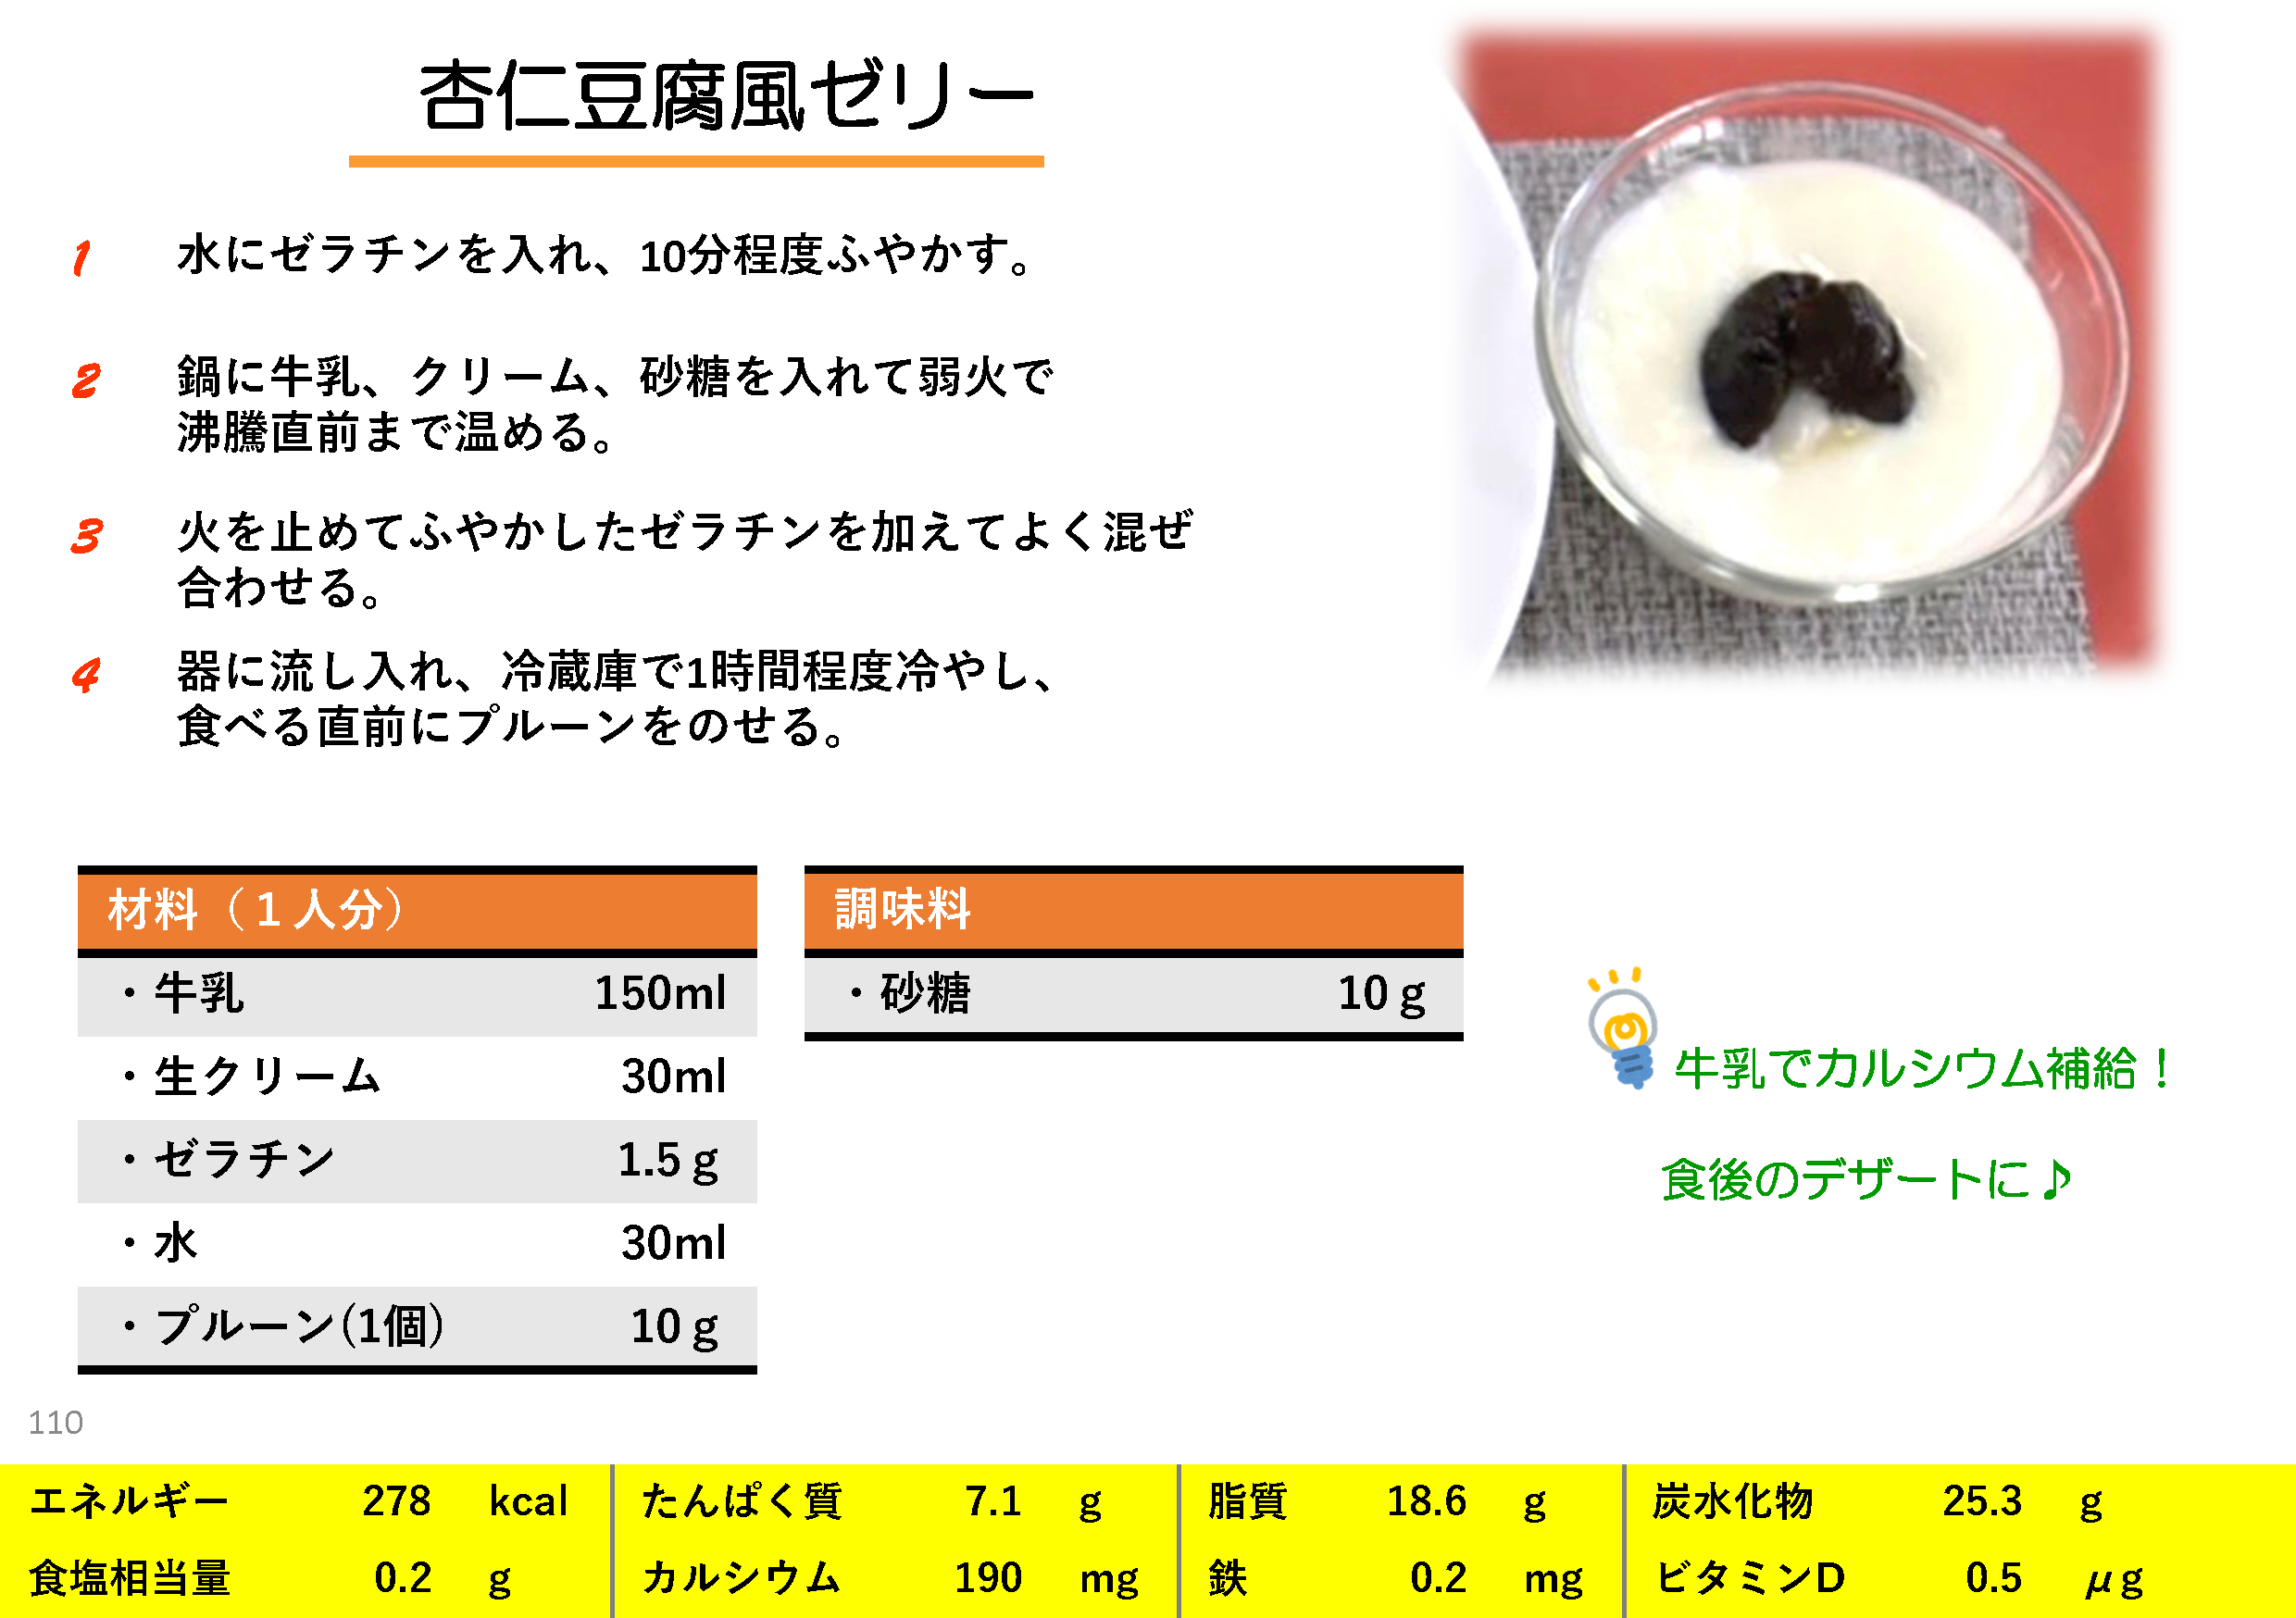 杏仁豆腐風ゼリー
1 水にゼラチンを入れ、10分程度ふやかす。
2 鍋に牛乳、クリーム、砂糖を入れて弱火で
沸騰直前まで温める。
3 火を止めてふやかしたゼラチンを加えてよく混ぜ
合わせる。
4 器に流し入れ、冷蔵庫で1時間程度冷やし、
食べる直前にプルーンをのせる。
材料（１人分）
・牛乳 150ml
・生クリーム 30ml
・ゼラチン 1.5 g
・水 30ml
・プルーン(1個) 10 g
調味料
・砂糖 10 g
牛乳でカルシウム補給！
食後のデザートに♪
110
エネルギー 278 kcal たんぱく質 7.1 g 脂質 18.6 g 炭水化物 25.3 g
食塩相当量 0.2 g カルシウム 190 mg 鉄 0.2 mg ビタミンD 0.5 μg